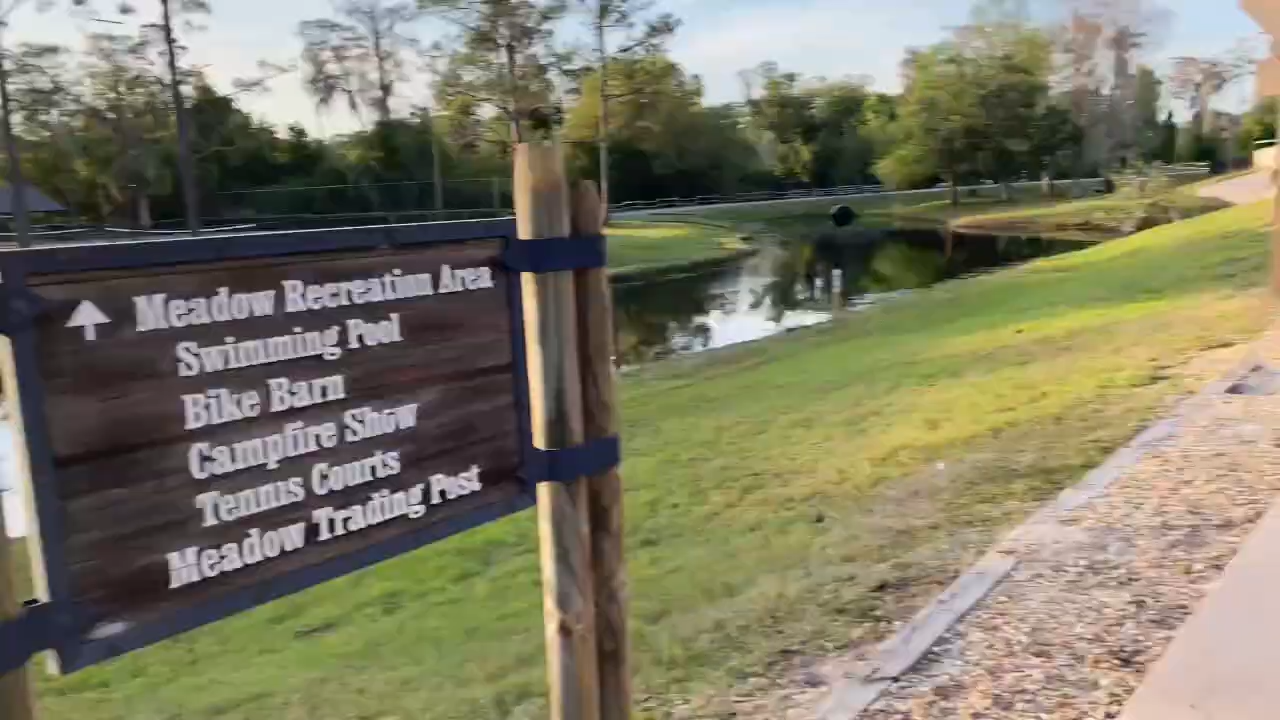 Meadow Recreation Area
Swimming Pool
Bike Barn
Campfire Show
Tennis Courts
Meadow Trading Post